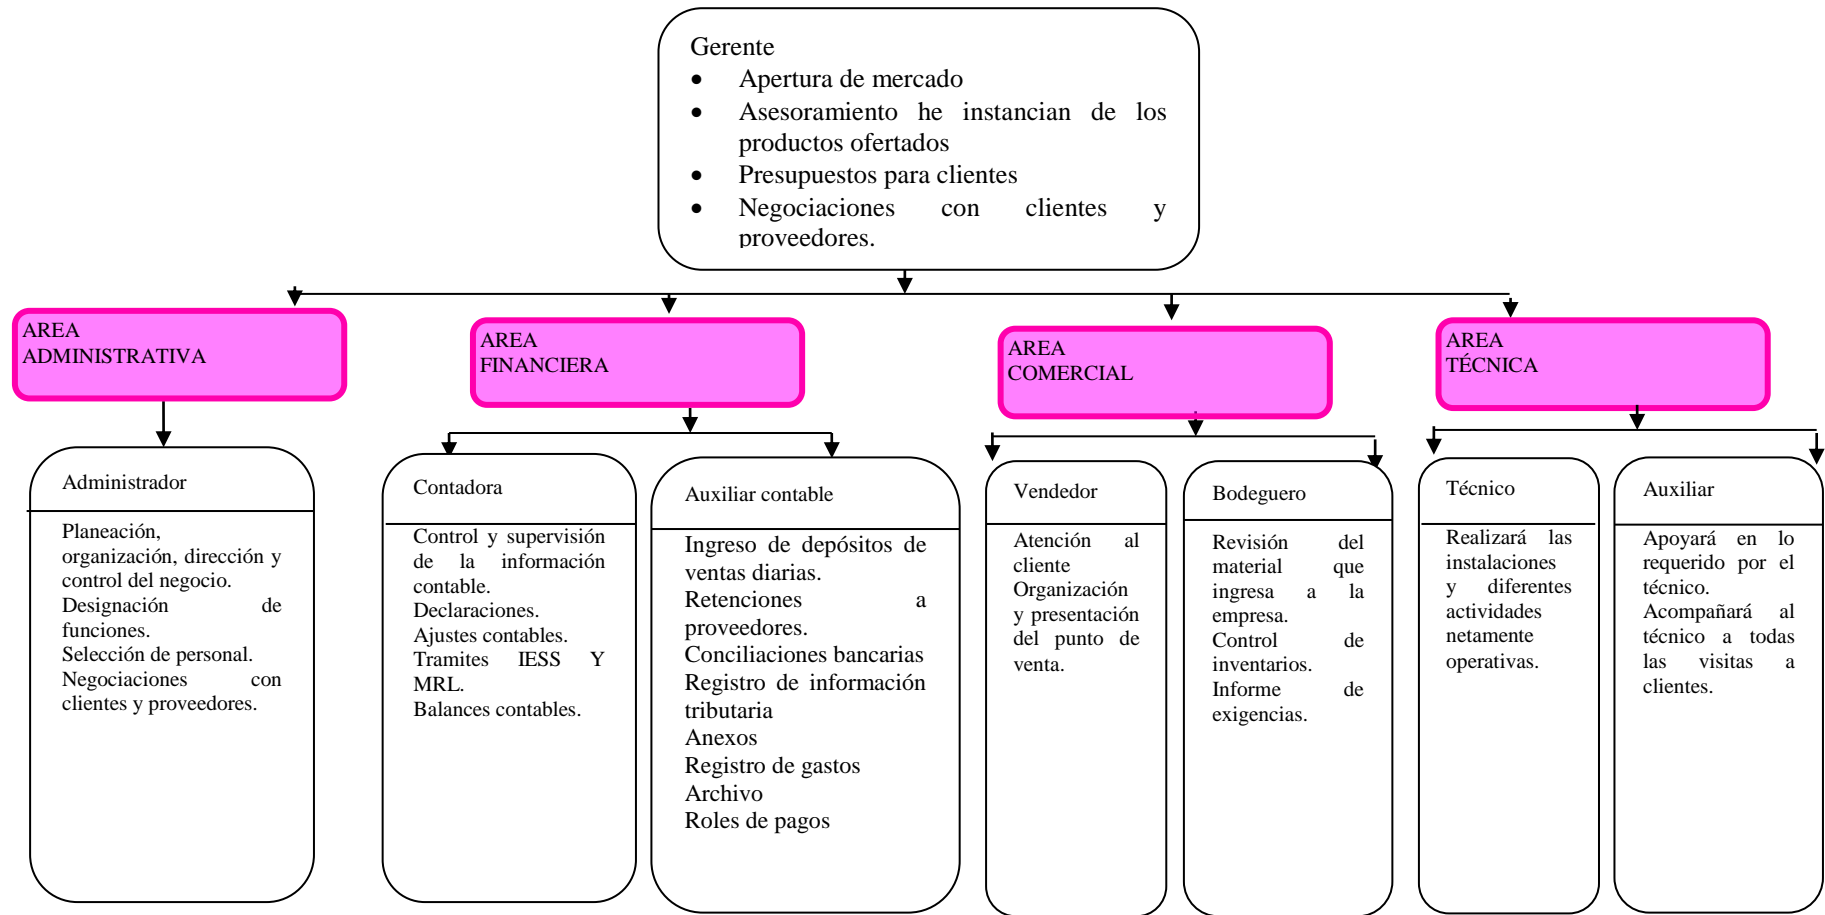 Gerente
• Apertura de mercado
• Asesoramiento he instancian de los
productos ofertados
• Presupuestos para clientes
• Negociaciones con clientes y
proveedores.
AREA
ADMINISTRATIVA
AREA
FINANCIERA
AREA
COMERCIAL
AREA
TÉCNICA
Administrador
Planeación,
organización, dirección y
control del negocio.
Designación de
funciones.
Selección de personal.
Negociaciones con
clientes y proveedores.
Contadora
Control y supervisión
de la información
contable.
Declaraciones.
Ajustes contables.
Tramites IESS Y
MRL.
Balances contables.
Auxiliar contable
Ingreso de depósitos de
ventas diarias.
Retenciones a
proveedores.
Conciliaciones bancarias
Registro de información
tributaria
Anexos
Registro de gastos
Archivo
Roles de pagos
Vendedor
Atención al
cliente
Organización
y presentación
del punto de
venta.
Bodeguero
Revisión del
material que
ingresa a la
empresa.
Control de
inventarios.
Informe de
exigencias.
Técnico
Realizará las
instalaciones
y diferentes
actividades
netamente
operativas.
Auxiliar
Apoyará en lo
requerido por el
técnico.
Acompañará al
técnico a todas
las visitas a
clientes.